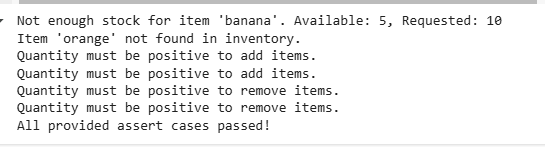 Not enough stock for item 'banana'. Available: 5, Requested: 10
Item 'orange' not found in inventory.
Quantity must be positive to add items.
Quantity must be positive to add items.
Quantity must be positive to remove items.
Quantity must be positive to remove items.
All provided assert cases passed!